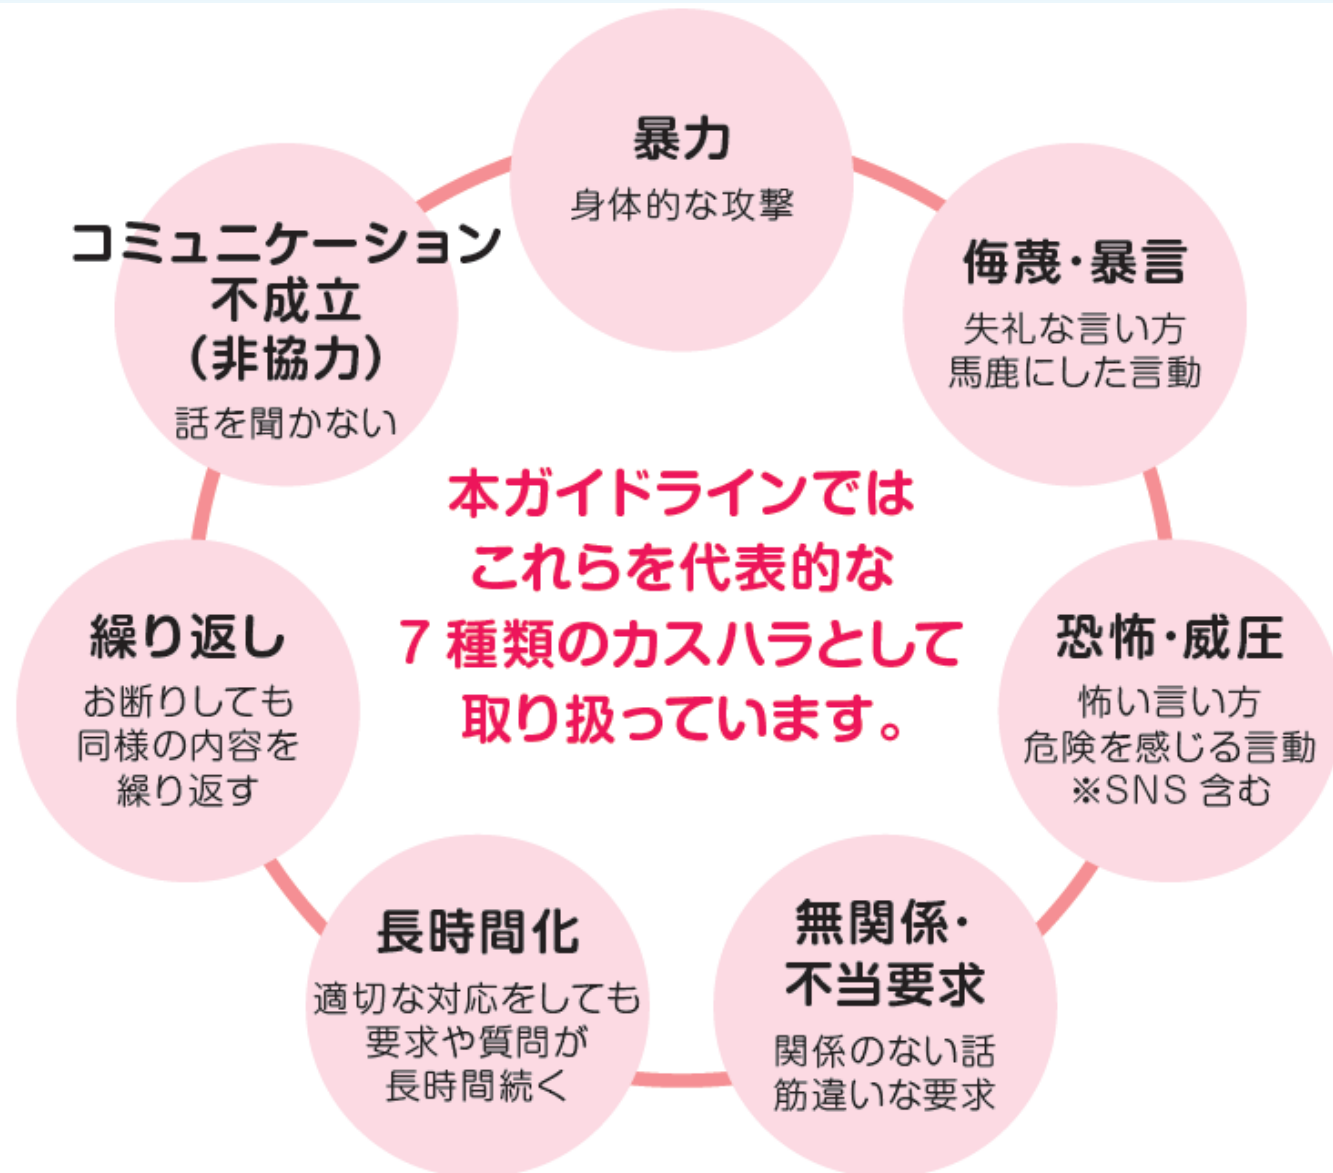 暴力
身体的な攻撃
侮蔑・暴言
失礼な言い方
馬鹿にした言動
恐怖・威圧
怖い言い方
危険を感じる言動
※SNS 含む
無関係・
不当要求
関係のない話
筋違いな要求
長時間化
適切な対応をしても
要求や質問が
長時間続く
繰り返し
お断りしても
同様の内容を
繰り返す
コミュニケーション
不成立
(非協力)
話を聞かない
本ガイドラインでは
これらを代表的な
7 種類のカスハラとして
取り扱っています。